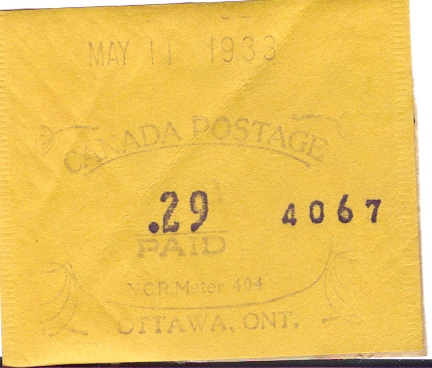 MAY 11 1933
CANADA POSTAGE
.29 4067
PAID
N.C.R. Meter 404
OTTAWA, ONT.